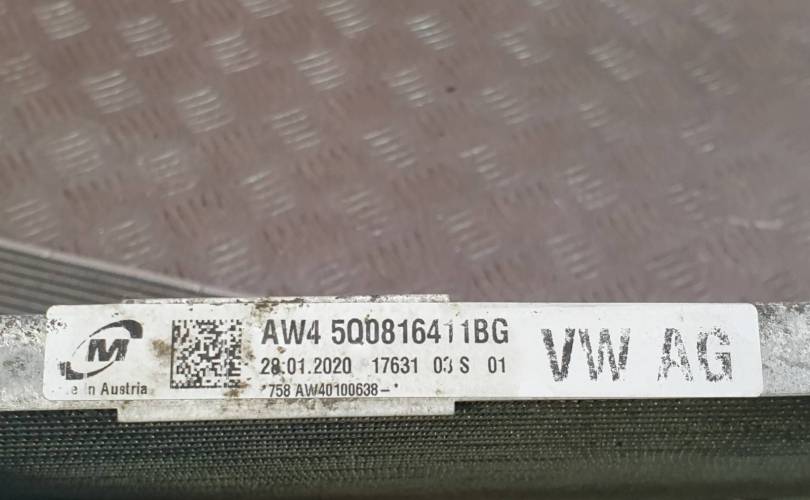 M
AW4 5Q0816411BG
28.01.2020 17631 03 S 01
*758 AW40100638–*
in Austria
VW AG